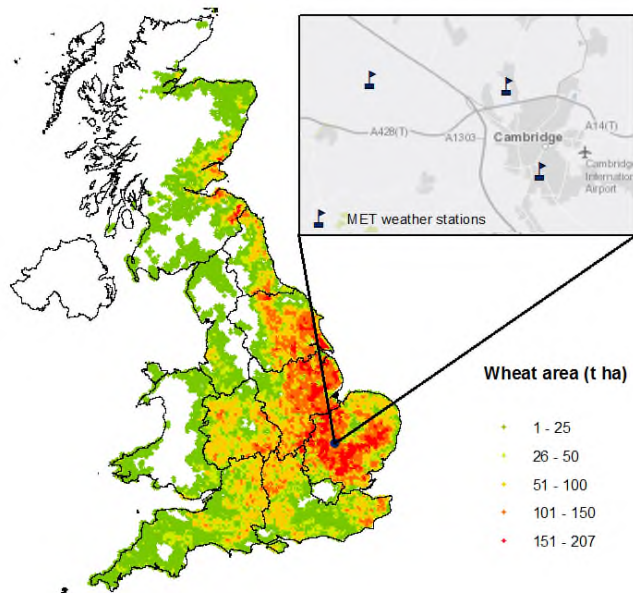 A428(T)
A1303
Cambridge
A14(T)
Cambridge
International
Airport
MET weather stations
Wheat area (t ha)
1 - 25
26 - 50
51 - 100
101 - 150
151 - 207